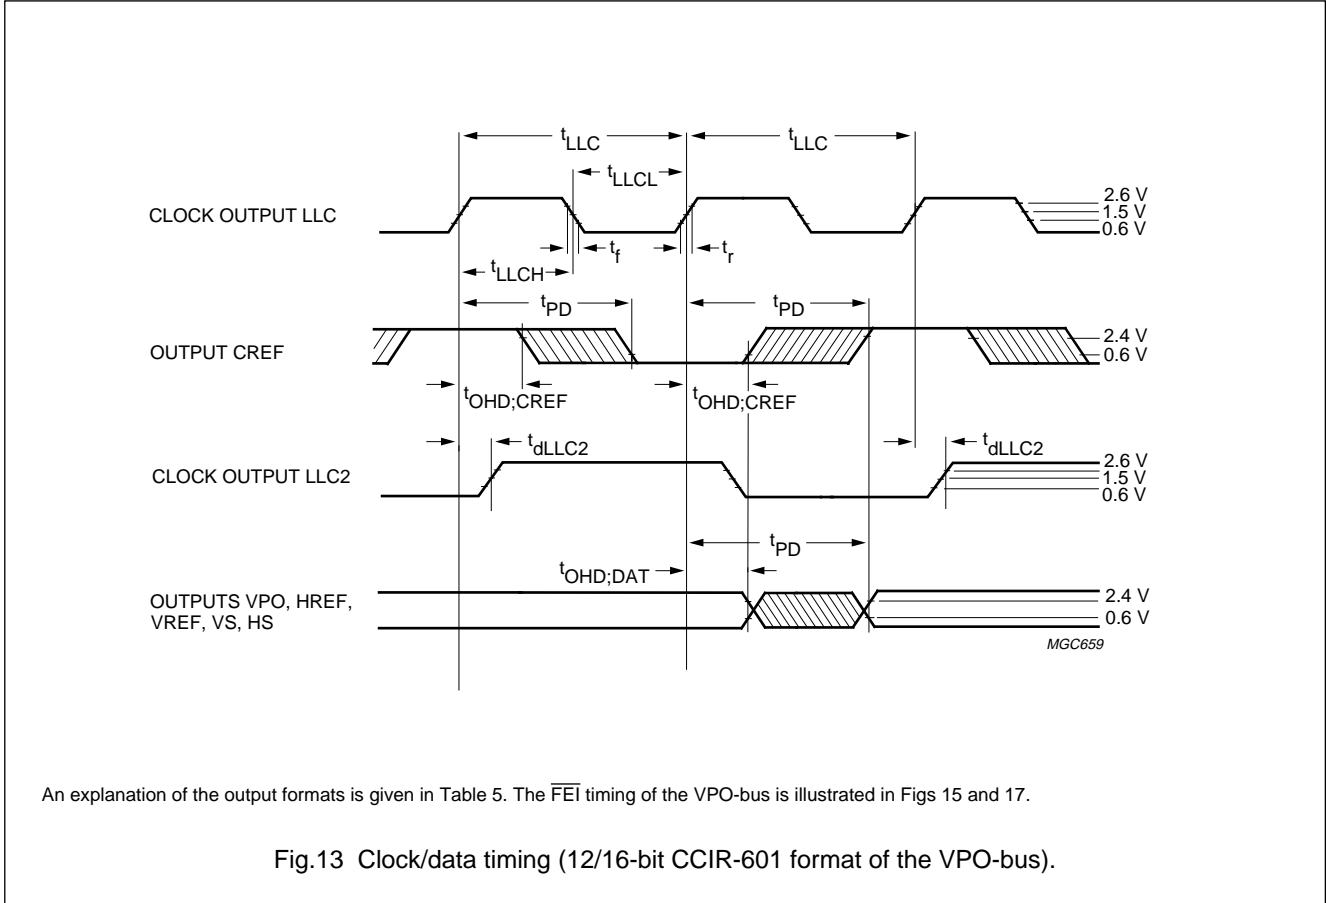 tLLC
tLLC
tLLCL
CLOCK OUTPUT LLC
2.6 V
1.5 V
0.6 V
tf
tr
tLLCH
tPD
tPD
OUTPUT CREF
2.4 V
0.6 V
tOHD;CREF
tOHD;CREF
tdLLC2
tdLLC2
CLOCK OUTPUT LLC2
2.6 V
1.5 V
0.6 V
tPD
tOHD;DAT
OUTPUTS VPO, HREF,
VREF, VS, HS
2.4 V
0.6 V
MGC659
An explanation of the output formats is given in Table 5. The F̅E̅I̅ timing of the VPO-bus is illustrated in Figs 15 and 17.
Fig.13 Clock/data timing (12/16-bit CCIR-601 format of the VPO-bus).